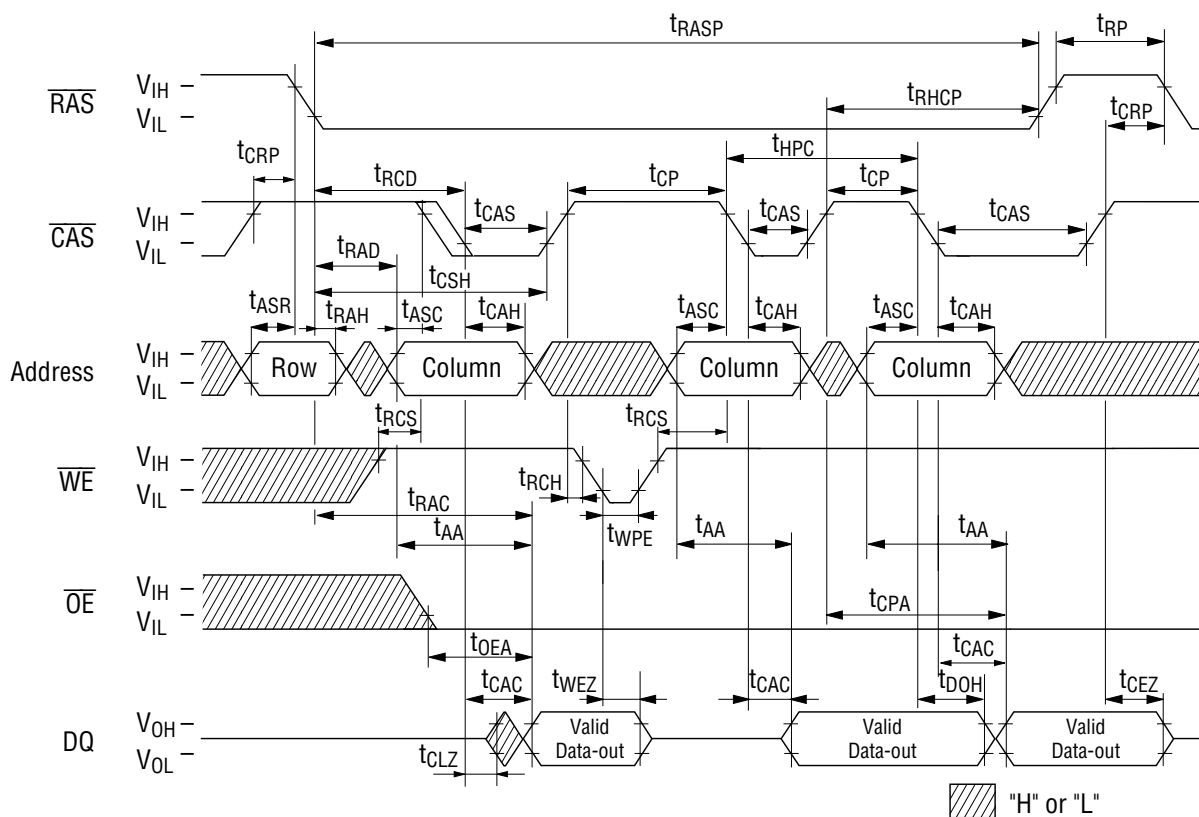 tRASP
tRP
RAS
VIH
VIL
tRHCP
tCRP
tCRP
tRCD
tHPC
tCP
tCP
CAS
VIH
VIL
tCAS
tCAS
tCAS
tRAD
tCSH
tASR
tRAH
tASC
tCAH
tASC
tCAH
tASC
tCAH
Address
VIH
VIL
Row
Column
Column
Column
tRCS
tRCS
WE
VIH
VIL
tRCH
tRAC
tWPE
tAA
tAA
tAA
OE
VIH
VIL
tCPA
tOEA
tCAC
tCAC
tWEZ
tCAC
tDOH
tCEZ
DQ
VOH
VOL
Valid
Data-out
Valid
Data-out
Valid
Data-out
tCLZ
"H" or "L"